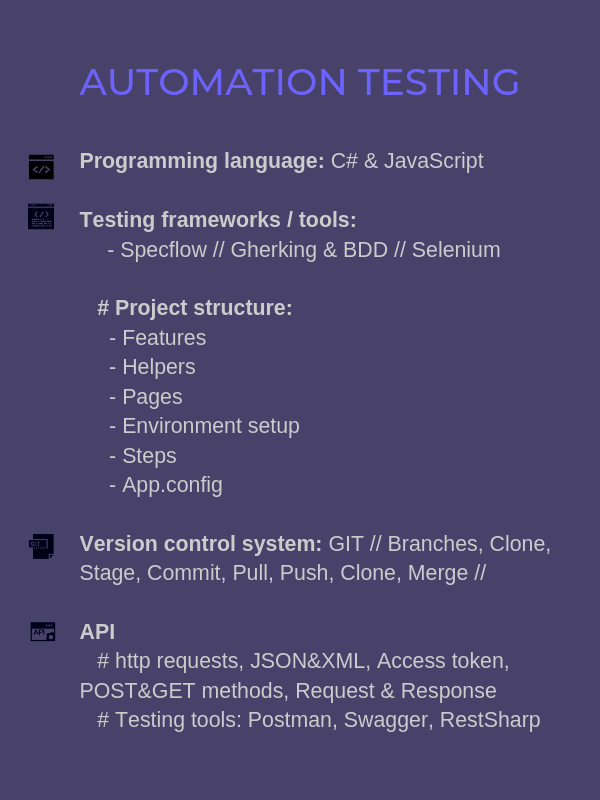 AUTOMATION TESTING
Programming language: C# & JavaScript
Testing frameworks / tools:
- Specflow // Gherking & BDD // Selenium
# Project structure:
- Features
- Helpers
- Pages
- Environment setup
- Steps
- App.config
GIT
Version control system: GIT // Branches, Clone,
Stage, Commit, Pull, Push, Clone, Merge //
API
API
# http requests, JSON&XML, Access token,
POST&GET methods, Request & Response
# Testing tools: Postman, Swagger, RestSharp